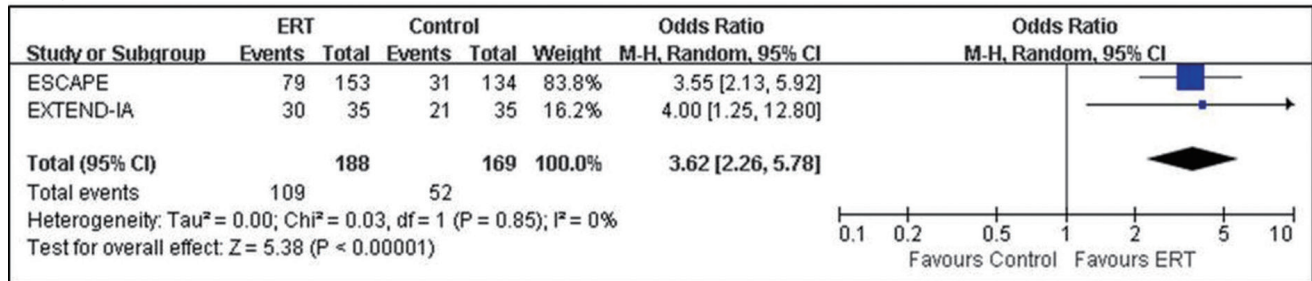 ERT Control Odds Ratio Odds Ratio
Study or Subgroup Events Total Events Total Weight M-H, Random, 95% CI M-H, Random, 95% CI
ESCAPE 79 153 31 134 83.8% 3.55 [2.13, 5.92]
EXTEND-IA 30 35 21 35 16.2% 4.00 [1.25, 12.80]
Total (95% CI) 188 169 100.0% 3.62 [2.26, 5.78]
Total events 109 52
Heterogeneity: Tau² = 0.00; Chi² = 0.03, df = 1 (P = 0.85); I² = 0%
Test for overall effect: Z = 5.38 (P < 0.00001)
0.1 0.2 0.5 1 2 5 10
Favours Control Favours ERT